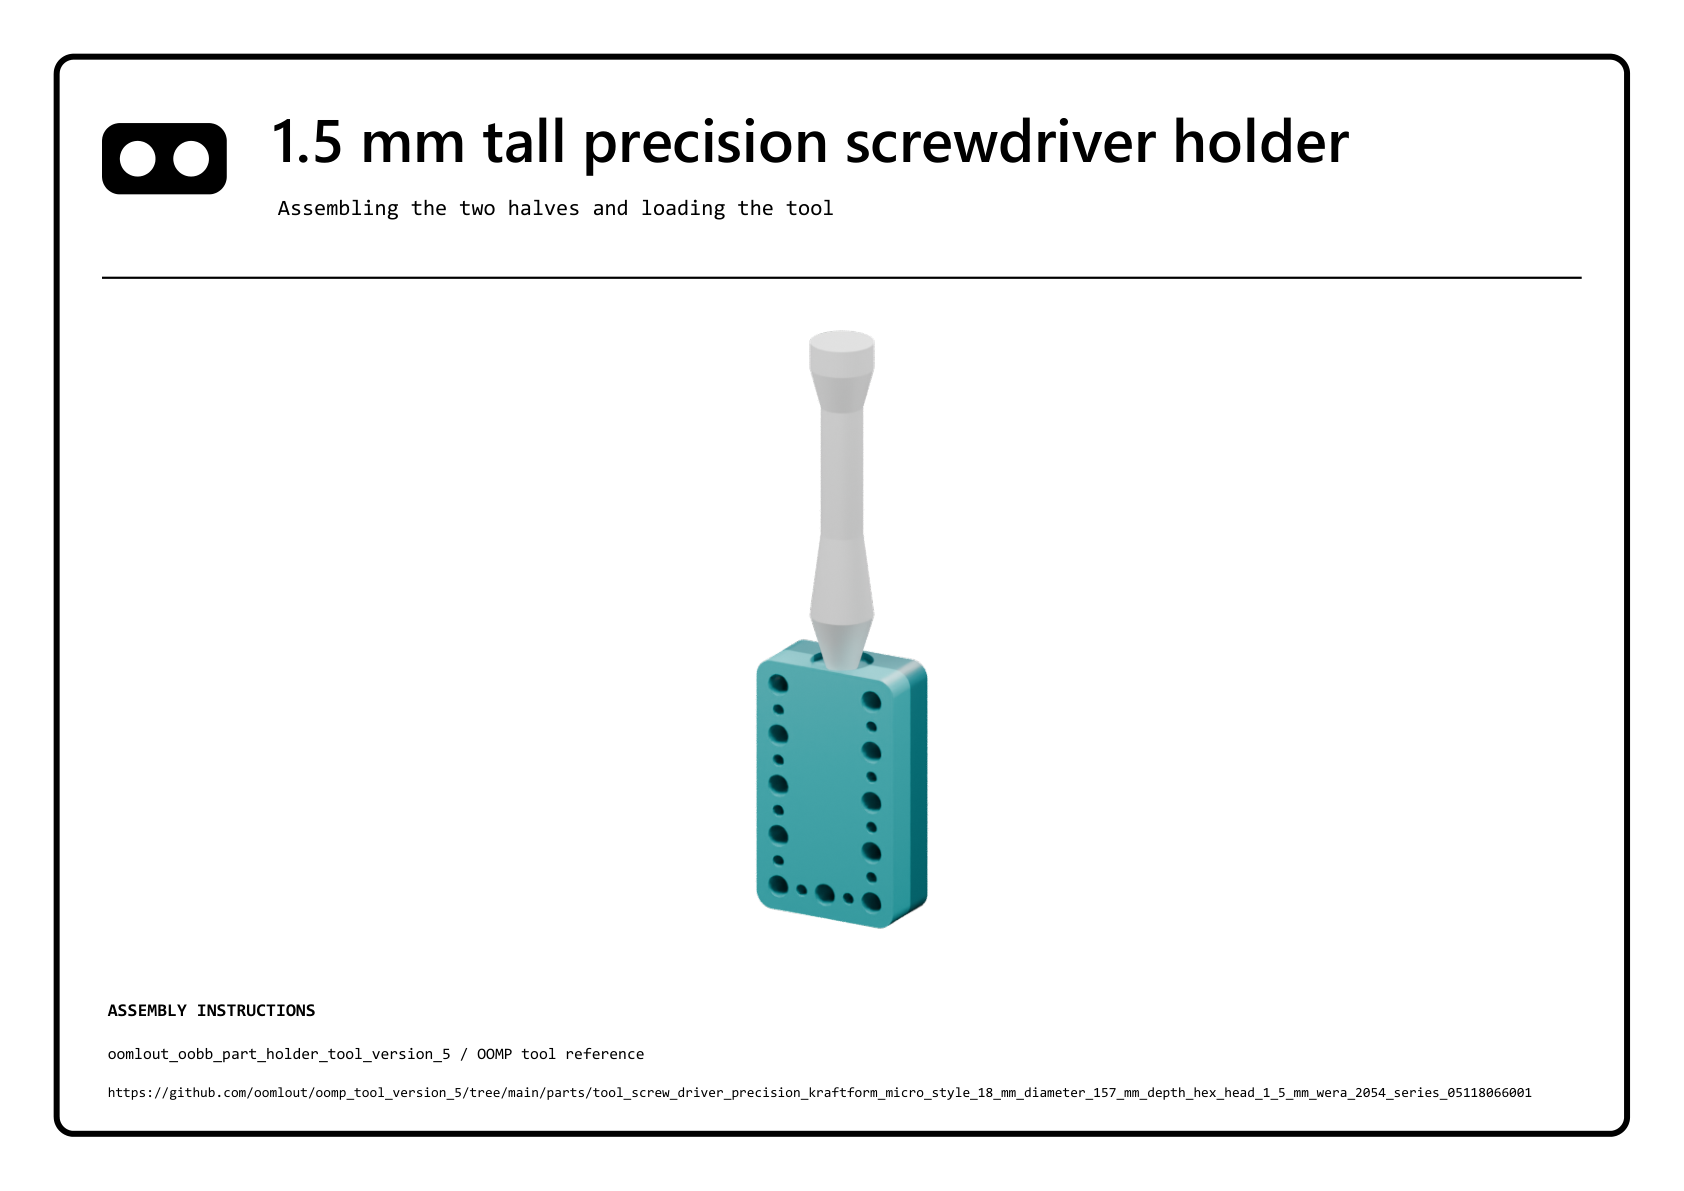 1.5 mm tall precision screwdriver holder
Assembling the two halves and loading the tool
ASSEMBLY INSTRUCTIONS
oomlout_oobb_part_holder_tool_version_5 / OOMP tool reference
https://github.com/oomlout/oomp_tool_version_5/tree/main/parts/tool_screw_driver_precision_kraftform_micro_style_18_mm_diameter_157_mm_depth_hex_head_1_5_mm_wera_2054_series_05118066001